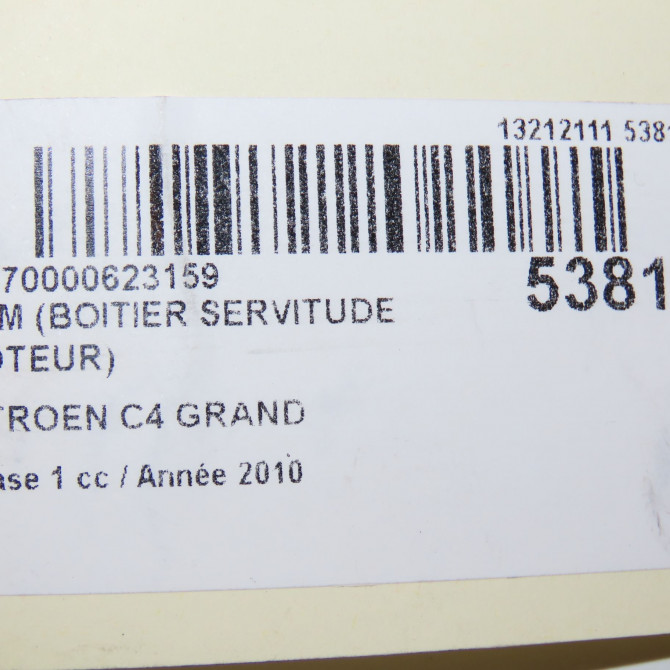 13212111 5381
70000623159
5381
M (BOITIER SERVITUDE
OTEUR)
TROEN C4 GRAND
ase 1 cc / Année 2010